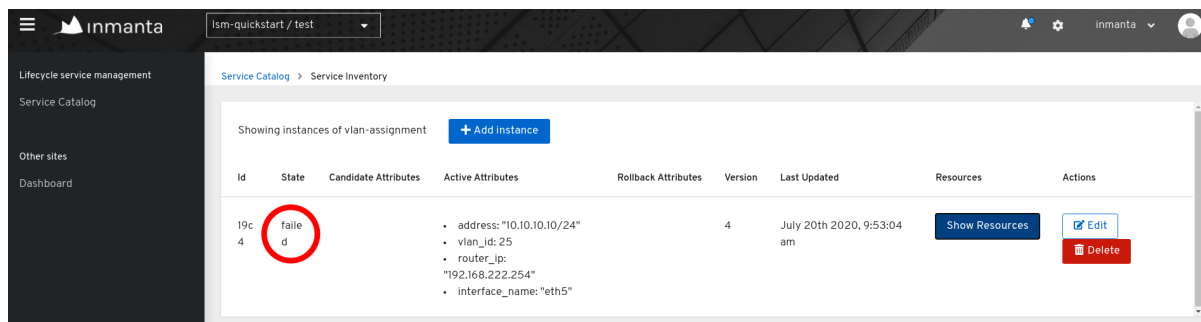 inmanta
lsm-quickstart / test
inmanta
Lifecycle service management
Service Catalog
Other sites
Dashboard
Service Catalog > Service Inventory
Showing instances of vlan-assignment
+ Add instance
Id State Candidate Attributes Active Attributes Rollback Attributes Version Last Updated Resources Actions
19c faile • address: "10.10.10.10/24" 4 July 20th 2020, 9:53:04 Show Resources Edit
4 d • vlan_id: 25 am Delete
• router_ip:
"192.168.222.254"
• interface_name: "eth5"